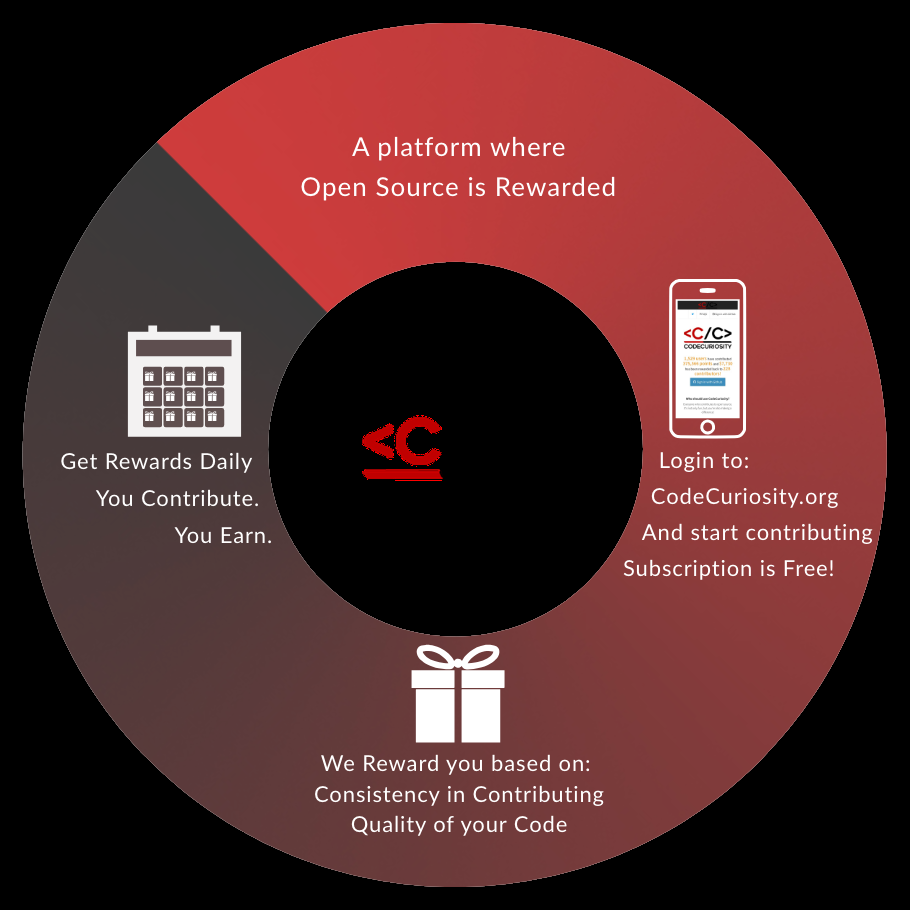 A platform where
Open Source is Rewarded
<C/>
CODECURIOSITY
Login to:
CodeCuriosity.org
And start contributing
Subscription is Free!
<C
We Reward you based on:
Consistency in Contributing
Quality of your Code
Get Rewards Daily
You Contribute.
You Earn.